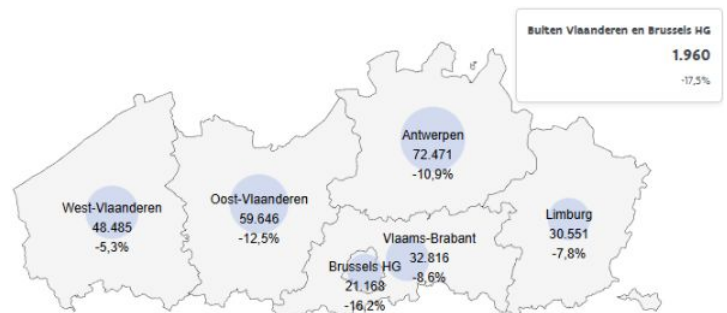 Buiten Vlaanderen en Brussels HG
1.960
-17,5%
Antwerpen
72.471
-10,9%
West-Vlaanderen
48.485
-5,3%
Oost-Vlaanderen
59.646
-12,5%
Limburg
30.551
-7,8%
Vlaams-Brabant
32.816
-8,6%
Brussels HG
21.168
-16,2%